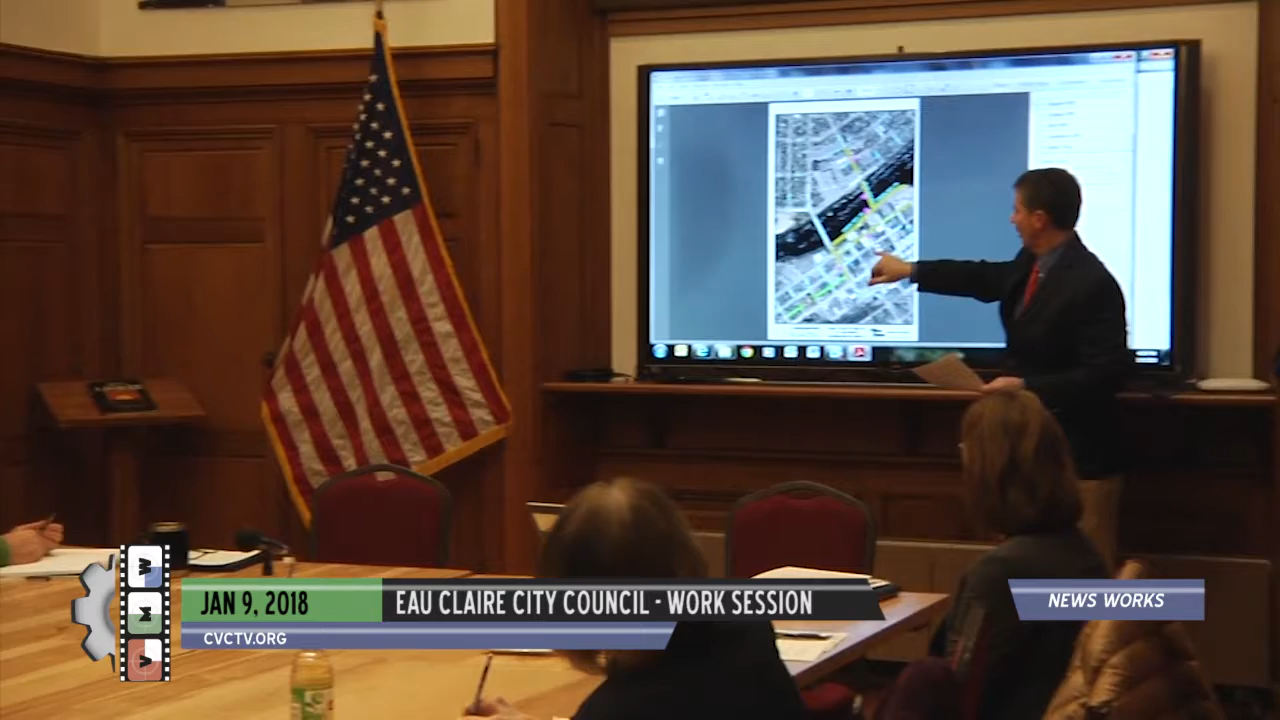 JAN 9, 2018
EAU CLAIRE CITY COUNCIL - WORK SESSION
NEWS WORKS
CVCTV.ORG
W
M
V